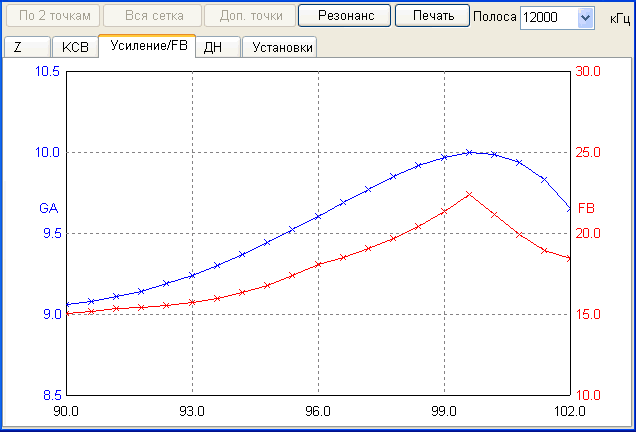 По 2 точкам Вся сетка Доп. точки Резонанс Печать Полоса 12000 кГц
Z КСВ Усиление/FB ДН Установки
10.5 30.0
10.0 25.0
GA FB
9.5 20.0
9.0 15.0
8.5 10.0
90.0 93.0 96.0 99.0 102.0